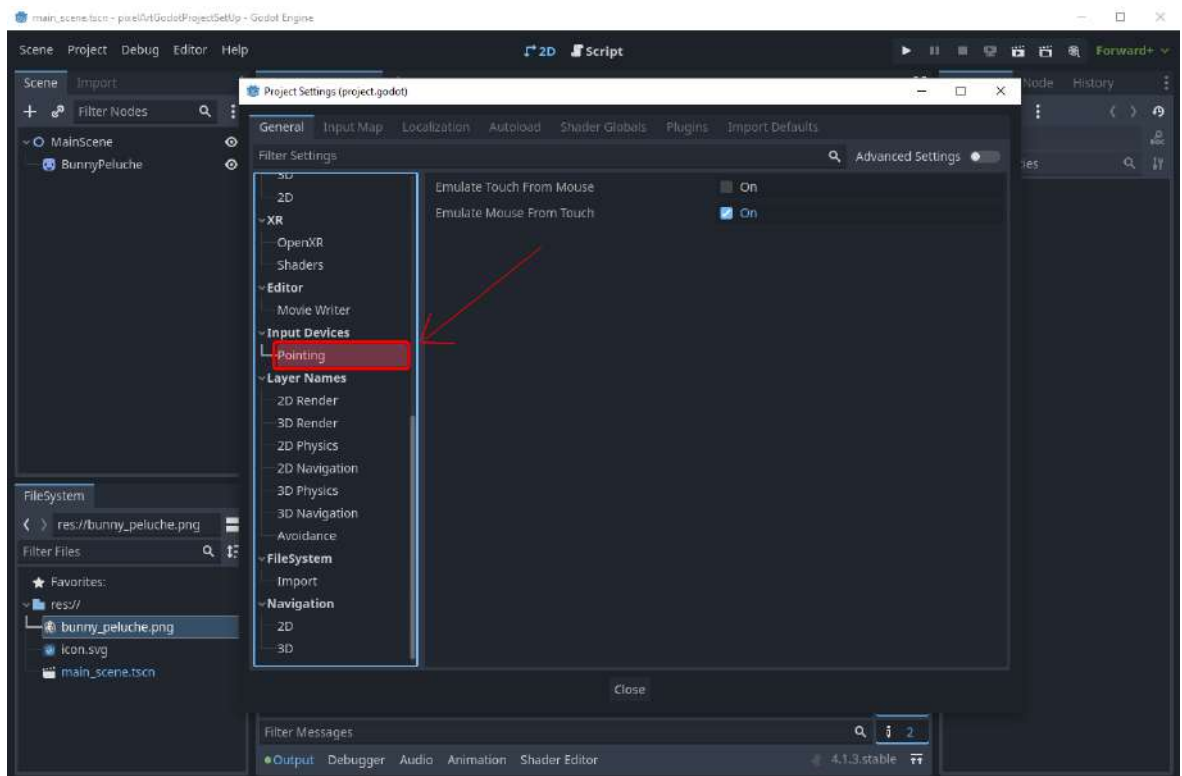 main_scene.tscn - pixelArtGodotProjectSetUp - Godot Engine
Scene Project Debug Editor Help
2D Script
Forward+
Scene Import
Node History
Project Settings (project.godot)
Filter Nodes
General Input Map Localization Autoload Shader Globals Plugins Import Defaults
MainScene
Filter Settings
Advanced Settings
BunnyPeluche
3D
Emulate Touch From Mouse On
2D
Emulate Mouse From Touch On
XR
OpenXR
Shaders
Editor
Movie Writer
Input Devices
Pointing
Layer Names
2D Render
3D Render
2D Physics
2D Navigation
3D Physics
3D Navigation
Avoidance
FileSystem
Import
Navigation
2D
3D
Close
FileSystem
res://bunny_peluche.png
Filter Files
Favorites:
res://
bunny_peluche.png
icon.svg
main_scene.tscn
Filter Messages
2
Output Debugger Audio Animation Shader Editor
4.1.3.stable